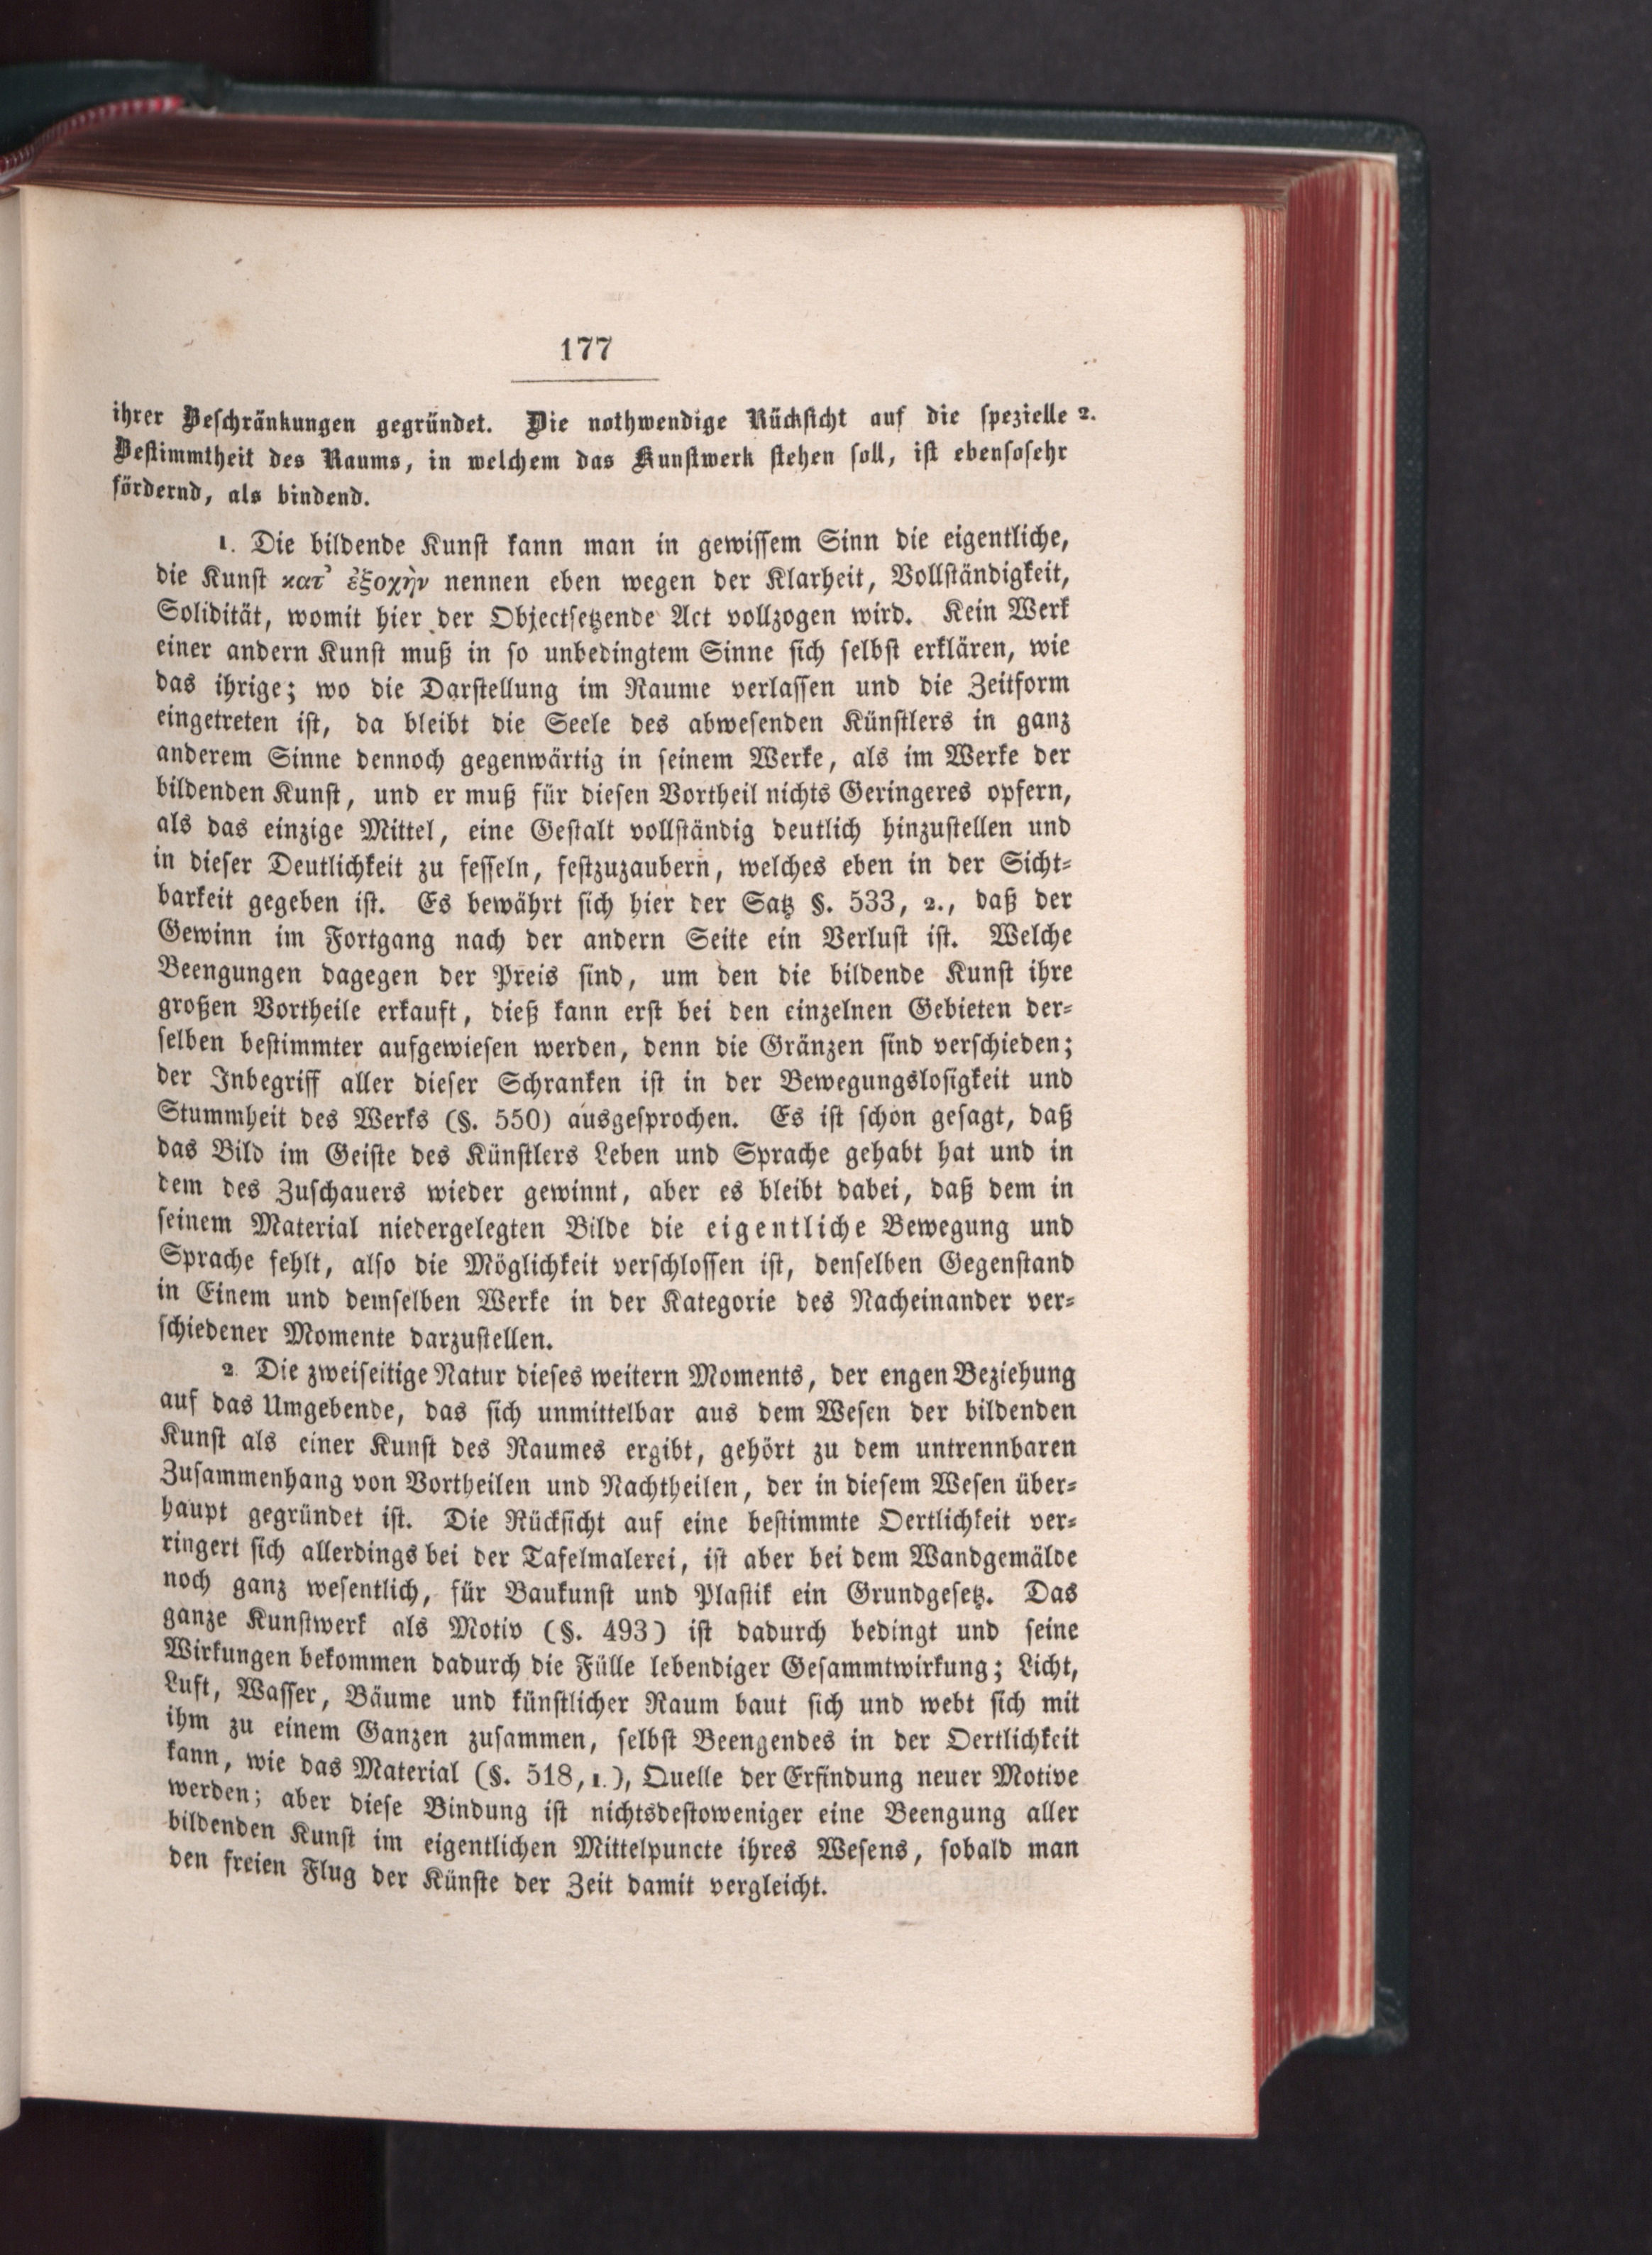 177
ihrer Beschränkungen gegründet. Die nothwendige Rücksicht auf die spezielle 2.
Bestimmtheit des Raums, in welchem das Kunstwerk stehen soll, ist ebensosehr
fördernd, als bindend.
1. Die bildende Kunst kann man in gewissem Sinn die eigentliche,
die Kunst κατ᾽ ἐξοχὴν nennen eben wegen der Klarheit, Vollständigkeit,
Solidität, womit hier der Objectsetzende Act vollzogen wird. Kein Werk
einer andern Kunst muß in so unbedingtem Sinne sich selbst erklären, wie
das ihrige; wo die Darstellung im Raume verlassen und die Zeitform
eingetreten ist, da bleibt die Seele des abwesenden Künstlers in ganz
anderem Sinne dennoch gegenwärtig in seinem Werke, als im Werke der
bildenden Kunst, und er muß für diesen Vortheil nichts Geringeres opfern,
als das einzige Mittel, eine Gestalt vollständig deutlich hinzustellen und
in dieser Deutlichkeit zu fesseln, festzuzaubern, welches eben in der Sicht-
barkeit gegeben ist. Es bewährt sich hier der Satz §. 533, 2., daß der
Gewinn im Fortgang nach der andern Seite ein Verlust ist. Welche
Beengungen dagegen der Preis sind, um den die bildende Kunst ihre
großen Vortheile erkauft, dieß kann erst bei den einzelnen Gebieten der-
selben bestimmter aufgewiesen werden, denn die Gränzen sind verschieden;
der Inbegriff aller dieser Schranken ist in der Bewegungslosigkeit und
Stummheit des Werks (§. 550) ausgesprochen. Es ist schon gesagt, daß
das Bild im Geiste des Künstlers Leben und Sprache gehabt hat und in
dem des Zuschauers wieder gewinnt, aber es bleibt dabei, daß dem in
seinem Material niedergelegten Bilde die eigentliche Bewegung und
Sprache fehlt, also die Möglichkeit verschlossen ist, denselben Gegenstand
in Einem und demselben Werke in der Kategorie des Nacheinander ver-
schiedener Momente darzustellen.
2. Die zweiseitige Natur dieses weitern Moments, der engen Beziehung
auf das Umgebende, das sich unmittelbar aus dem Wesen der bildenden
Kunst als einer Kunst des Raumes ergibt, gehört zu dem untrennbaren
Zusammenhang von Vortheilen und Nachtheilen, der in diesem Wesen über-
haupt gegründet ist. Die Rücksicht auf eine bestimmte Oertlichkeit ver-
ringert sich allerdings bei der Tafelmalerei, ist aber bei dem Wandgemälde
noch ganz wesentlich, für Baukunst und Plastik ein Grundgesetz. Das
ganze Kunstwerk als Motiv (§. 493) ist dadurch bedingt und seine
Wirkungen bekommen dadurch die Fülle lebendiger Gesammtwirkung; Licht,
Luft, Wasser, Bäume und künstlicher Raum baut sich und webt sich mit
ihm zu einem Ganzen zusammen, selbst Beengendes in der Oertlichkeit
kann, wie das Material (§. 518, 1.), Quelle der Erfindung neuer Motive
werden; aber diese Bindung ist nichtsdestoweniger eine Beengung aller
bildenden Kunst im eigentlichen Mittelpuncte ihres Wesens, sobald man
den freien Flug der Künste der Zeit damit vergleicht.